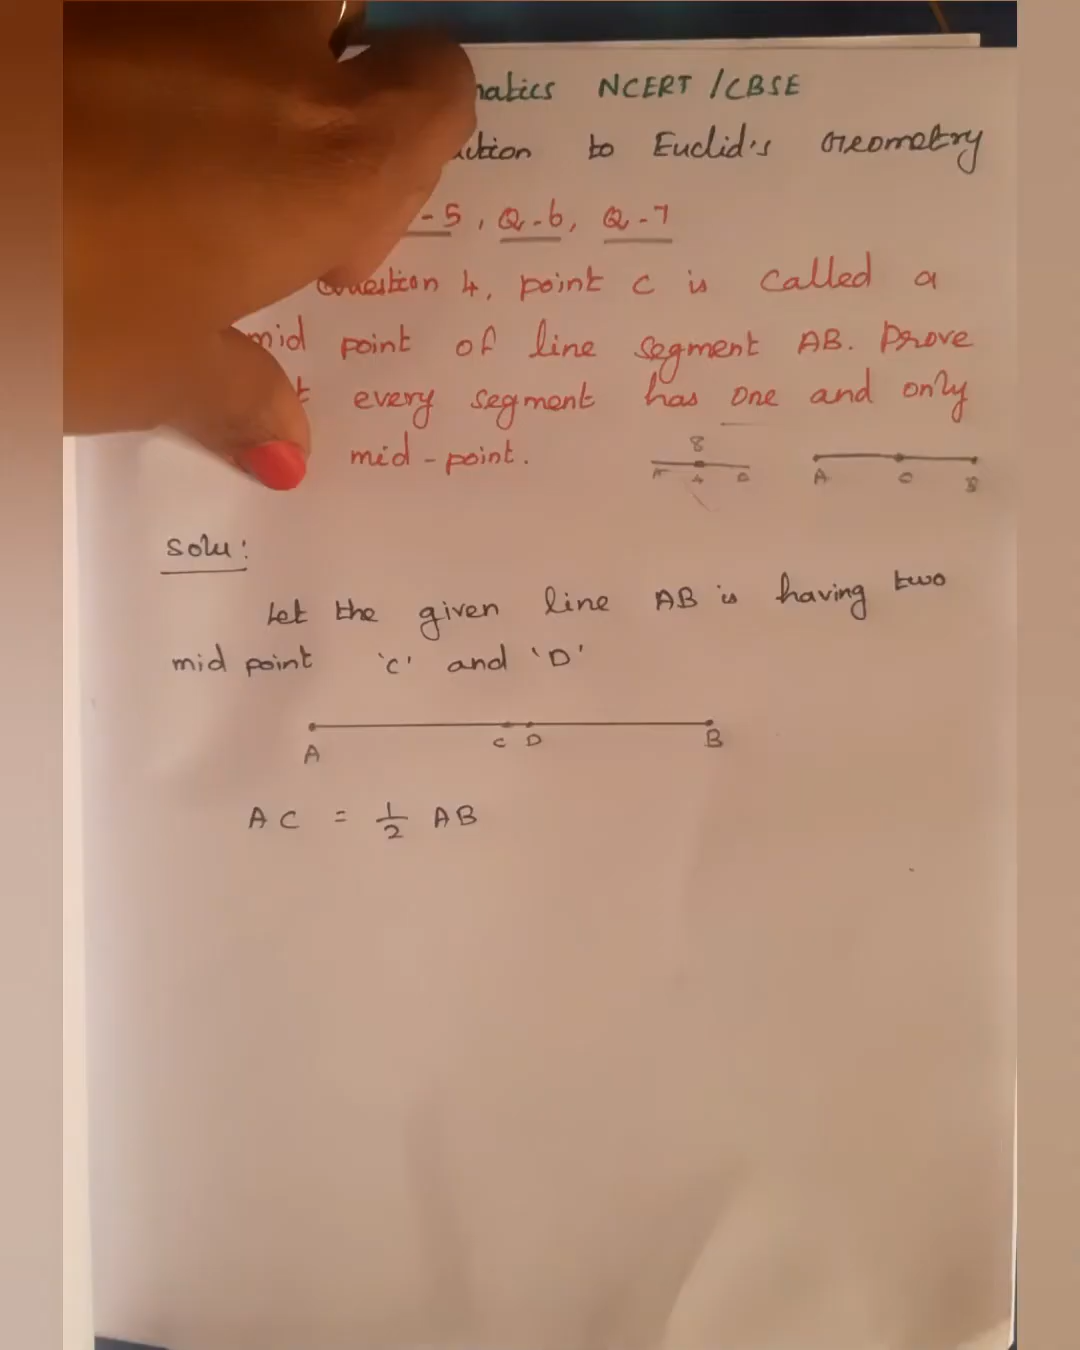 NCERT / CBSE
to Euclid's Geometry
-5, Q-6, Q-7
Question 4, point C is called a
mid point of line segment AB. Prove
every segment has one and only
mid-point.
8
A 4 C
A C B
Solu:
Let the given line AB is having two
mid point 'C' and 'D'
A C D B
AC = 1/2 AB